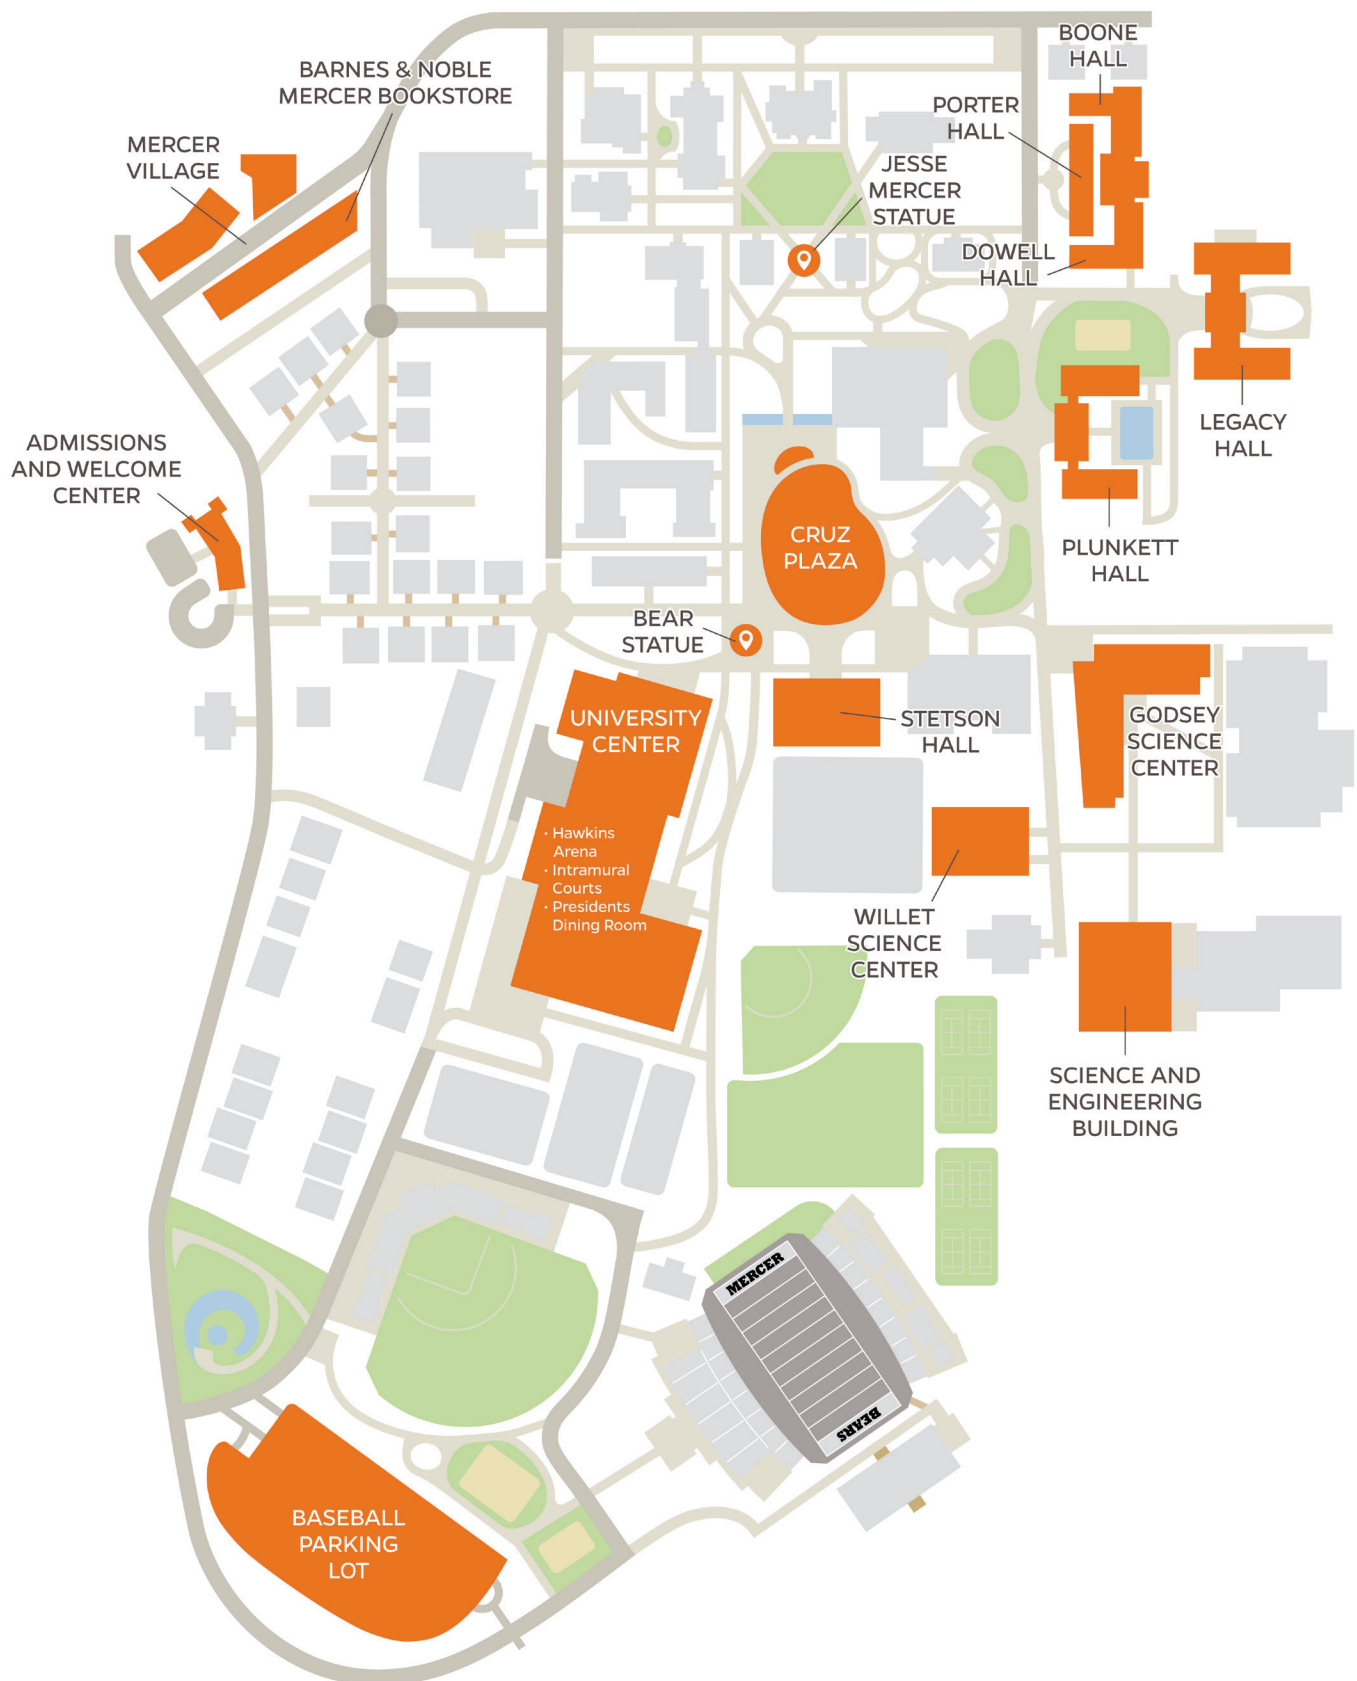 BOONE
HALL
BARNES & NOBLE
MERCER BOOKSTORE
PORTER
HALL
MERCER
VILLAGE
JESSE
MERCER
STATUE
DOWELL
HALL
LEGACY
HALL
ADMISSIONS
AND WELCOME
CENTER
CRUZ
PLAZA
PLUNKETT
HALL
BEAR
STATUE
UNIVERSITY
CENTER
STETSON
HALL
GODSEY
SCIENCE
CENTER
· Hawkins
Arena
· Intramural
Courts
· Presidents
Dining Room
WILLET
SCIENCE
CENTER
SCIENCE AND
ENGINEERING
BUILDING
MERCER
BEARS
BASEBALL
PARKING
LOT